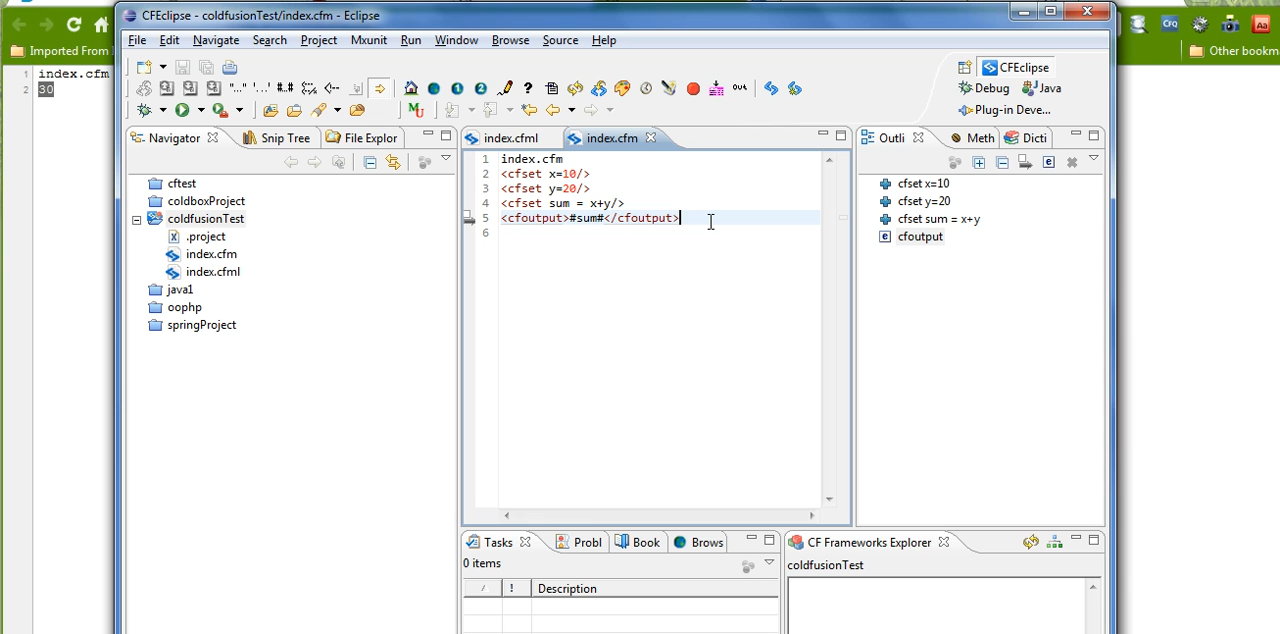 CFEclipse - coldfusionTest/index.cfm - Eclipse
File Edit Navigate Search Project Mxunit Run Window Browse Source Help
Imported From
Other bookma
CFEclipse
Debug Java
Plug-in Deve...
1 index.cfm
2 30
Navigator Snip Tree File Explor
cftest
coldboxProject
coldfusionTest
.project
index.cfm
index.cfml
java1
oophp
springProject
index.cfml index.cfm
1 index.cfm
2 <cfset x=10/>
3 <cfset y=20/>
4 <cfset sum = x+y/>
5 <cfoutput>#sum#</cfoutput>
6
Outli Meth Dicti
cfset x=10
cfset y=20
cfset sum = x+y
cfoutput
Tasks Probl Book Brows
0 items
! Description
CF Frameworks Explorer
coldfusionTest